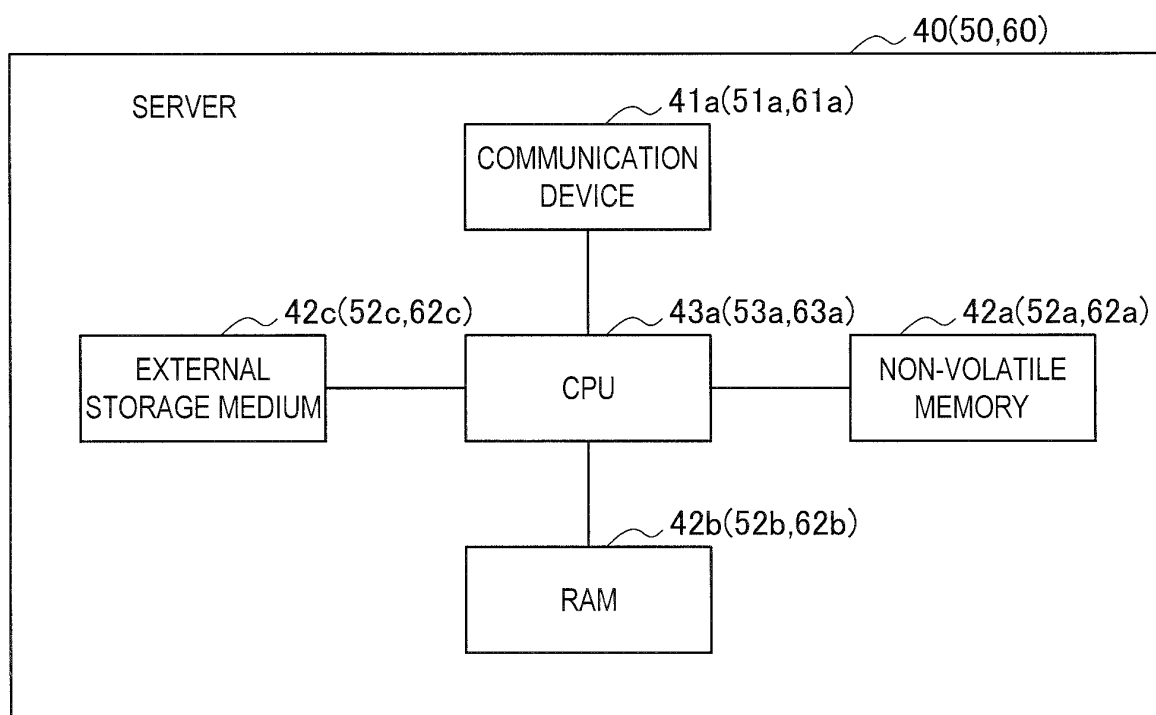 40(50,60)
SERVER
41a(51a,61a)
COMMUNICATION
DEVICE
42c(52c,62c)
43a(53a,63a)
42a(52a,62a)
EXTERNAL
STORAGE MEDIUM
CPU
NON-VOLATILE
MEMORY
42b(52b,62b)
RAM